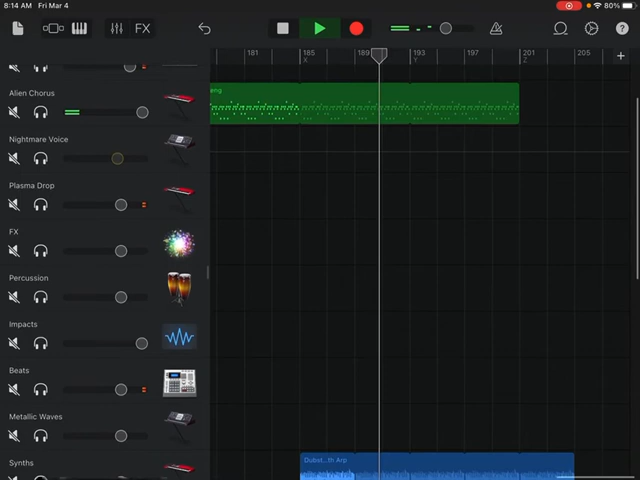 8:14 AM Fri Mar 4
80%
FX
181 185 189 193 197 201 205
X Y Z
Alien Chorus
Nightmare Voice
Plasma Drop
FX
Percussion
Impacts
Beats
Metallic Waves
Synths
Dubst...th Arp